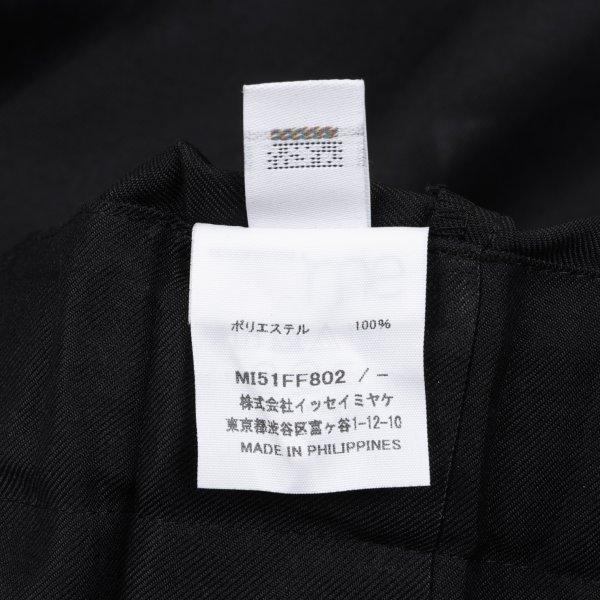 ポリエステル 100%
MI51FF802 / -
株式会社イッセイミヤケ
東京都渋谷区富ヶ谷1-12-10
MADE IN PHILIPPINES